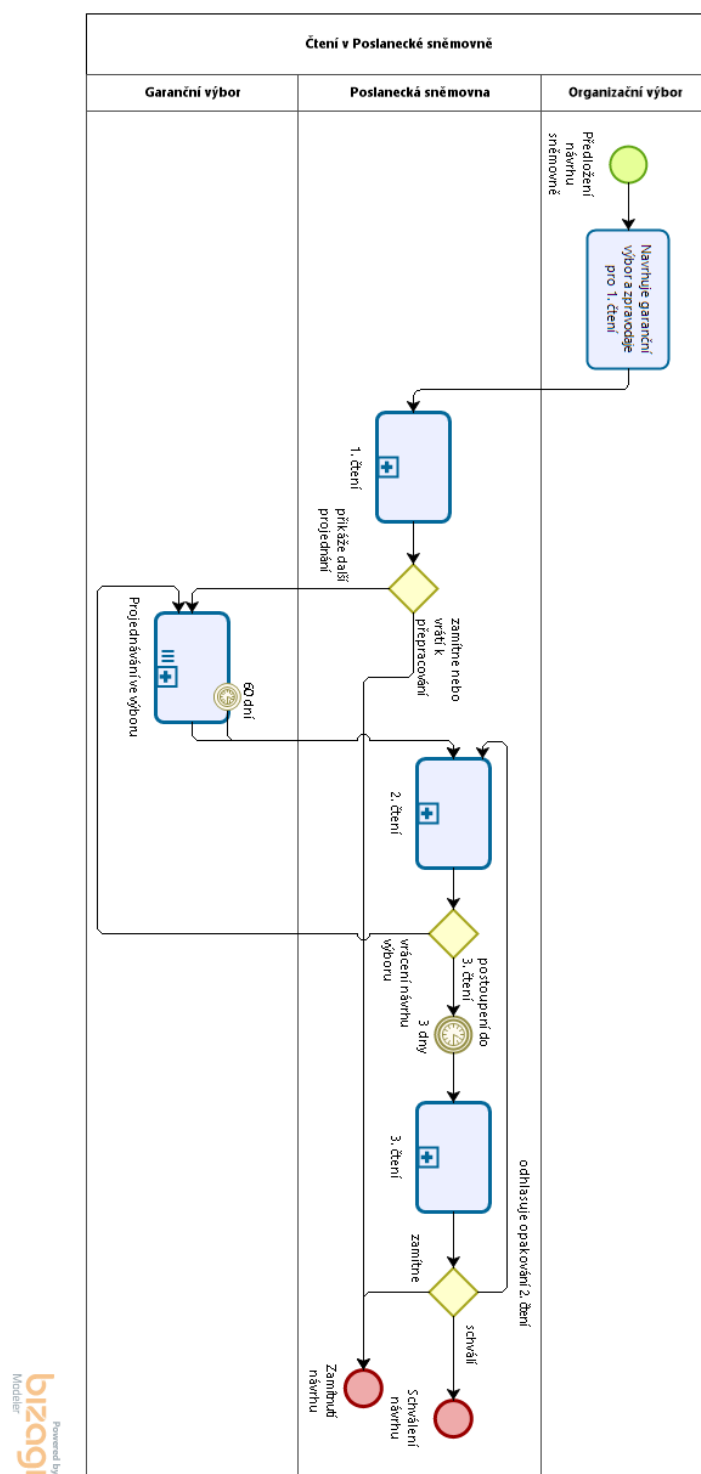 Čtení v Poslanecké sněmovně
Garanční výbor
Poslanecká sněmovna
Organizační výbor
Předložení
návrhu
sněmovně
Navrhuje garanční
výbor a zpravodaje
pro 1. čtení
1. čtení
přikáže další
projednání
zamítne nebo
vrátí k
přepracování
60 dní
Projednávání ve výboru
2. čtení
vrácení návrhu
výboru
postoupení do
3. čtení
3 dny
3. čtení
odhlasuje opakování 2. čtení
zamítne
schválí
Zamítnutí
návrhu
Schválení
návrhu
Powered by
bizagi
Modeler